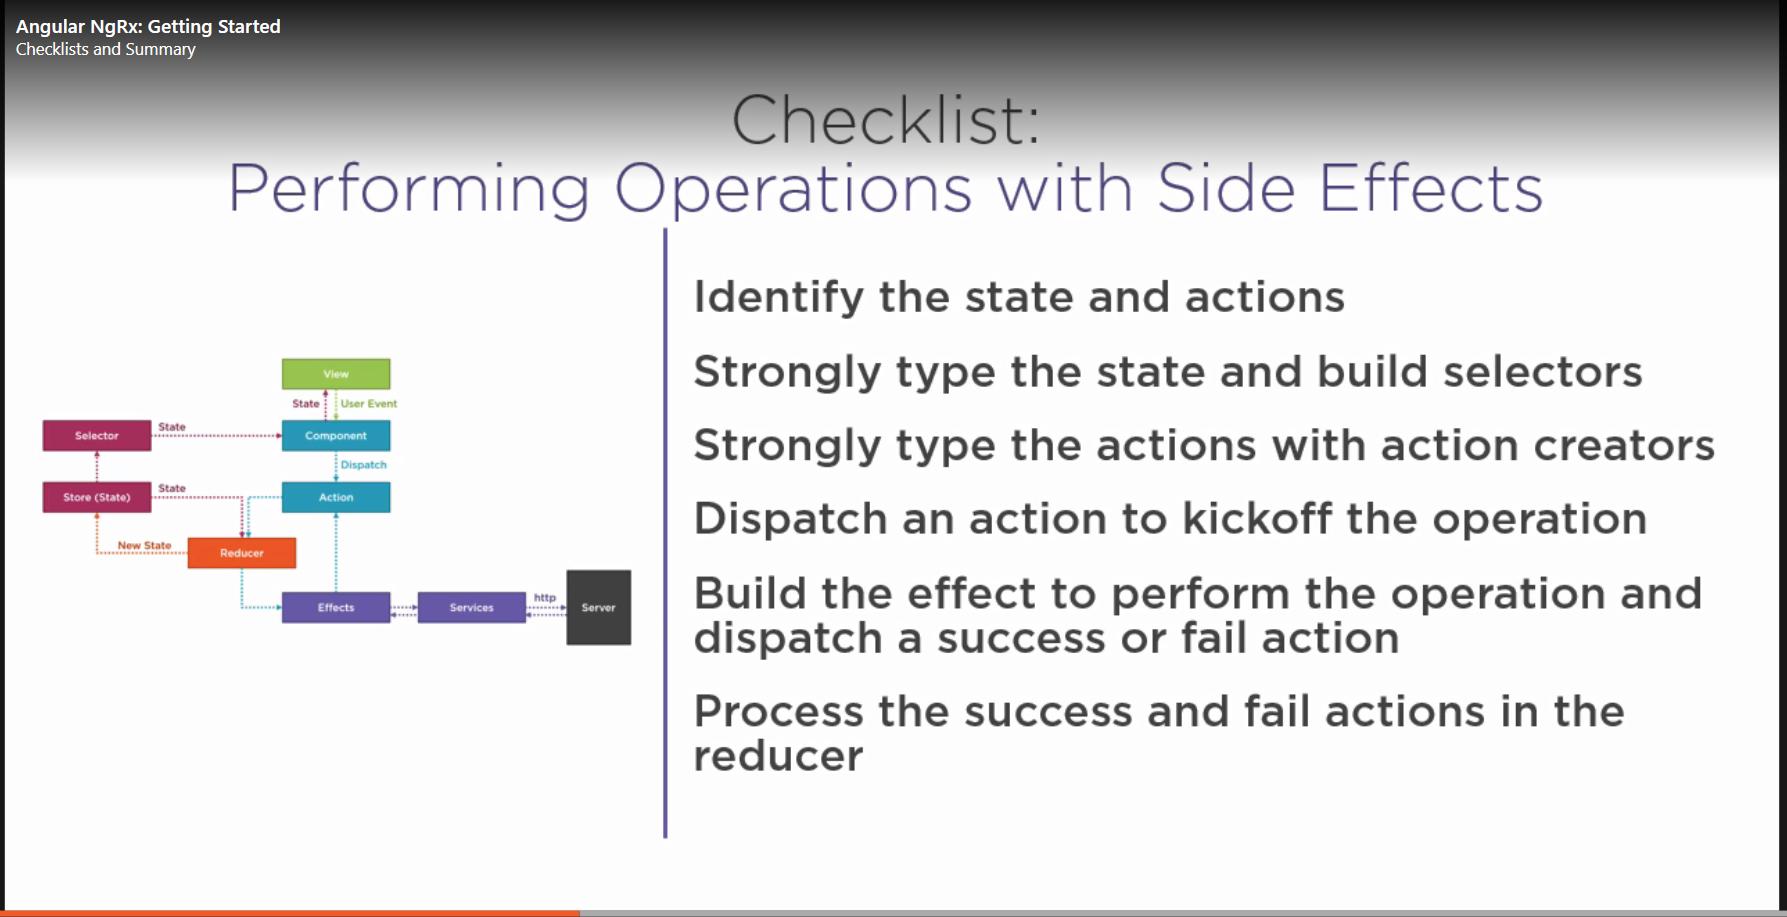 Angular NgRx: Getting Started
Checklists and Summary
Checklist:
Performing Operations with Side Effects
View
State
User Event
Selector
State
Component
Dispatch
Store (State)
State
Action
New State
Reducer
Effects
Services
http
Server
Identify the state and actions
Strongly type the state and build selectors
Strongly type the actions with action creators
Dispatch an action to kickoff the operation
Build the effect to perform the operation and
dispatch a success or fail action
Process the success and fail actions in the
reducer